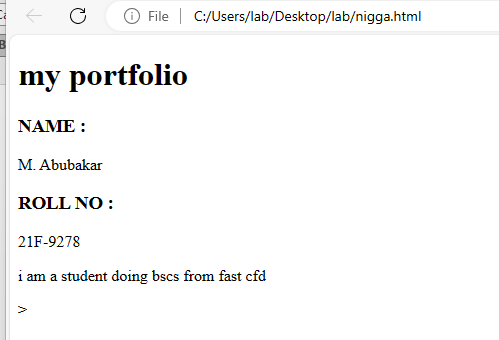 File | C:/Users/lab/Desktop/lab/nigga.html
my portfolio
NAME :
M. Abubakar
ROLL NO :
21F-9278
i am a student doing bscs from fast cfd
>